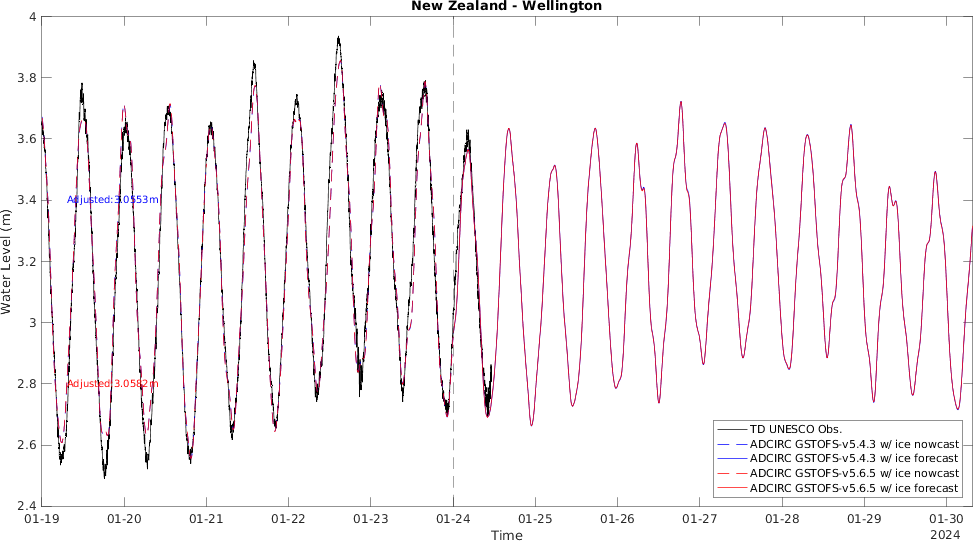 New Zealand - Wellington
Water Level (m)
4
3.8
3.6
3.4
3.2
3
2.8
2.6
2.4
Adjusted:3.0553m
Adjusted:3.0582m
TD UNESCO Obs.
ADCIRC GSTOFS-v5.4.3 w/ ice nowcast
ADCIRC GSTOFS-v5.4.3 w/ ice forecast
ADCIRC GSTOFS-v5.6.5 w/ ice nowcast
ADCIRC GSTOFS-v5.6.5 w/ ice forecast
01-19 01-20 01-21 01-22 01-23 01-24 01-25 01-26 01-27 01-28 01-29 01-30
2024
Time